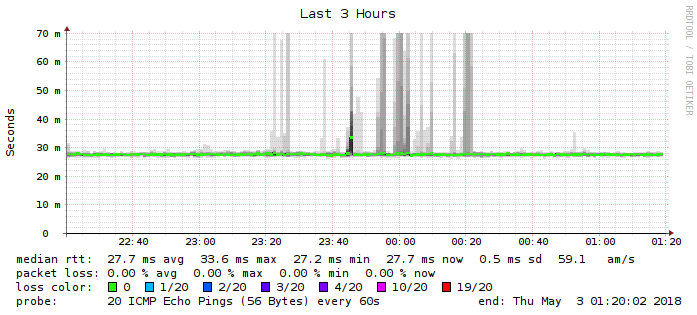 Last 3 Hours
RRDTOOL / TOBI OETIKER
Seconds
70 m
60 m
50 m
40 m
30 m
20 m
10 m
0
22:40 23:00 23:20 23:40 00:00 00:20 00:40 01:00 01:20
median rtt: 27.7 ms avg 33.6 ms max 27.2 ms min 27.7 ms now 0.5 ms sd 59.1 am/s
packet loss: 0.00 % avg 0.00 % max 0.00 % min 0.00 % now
loss color: 0 1/20 2/20 3/20 4/20 10/20 19/20
probe: 20 ICMP Echo Pings (56 Bytes) every 60s end: Thu May 3 01:20:02 2018